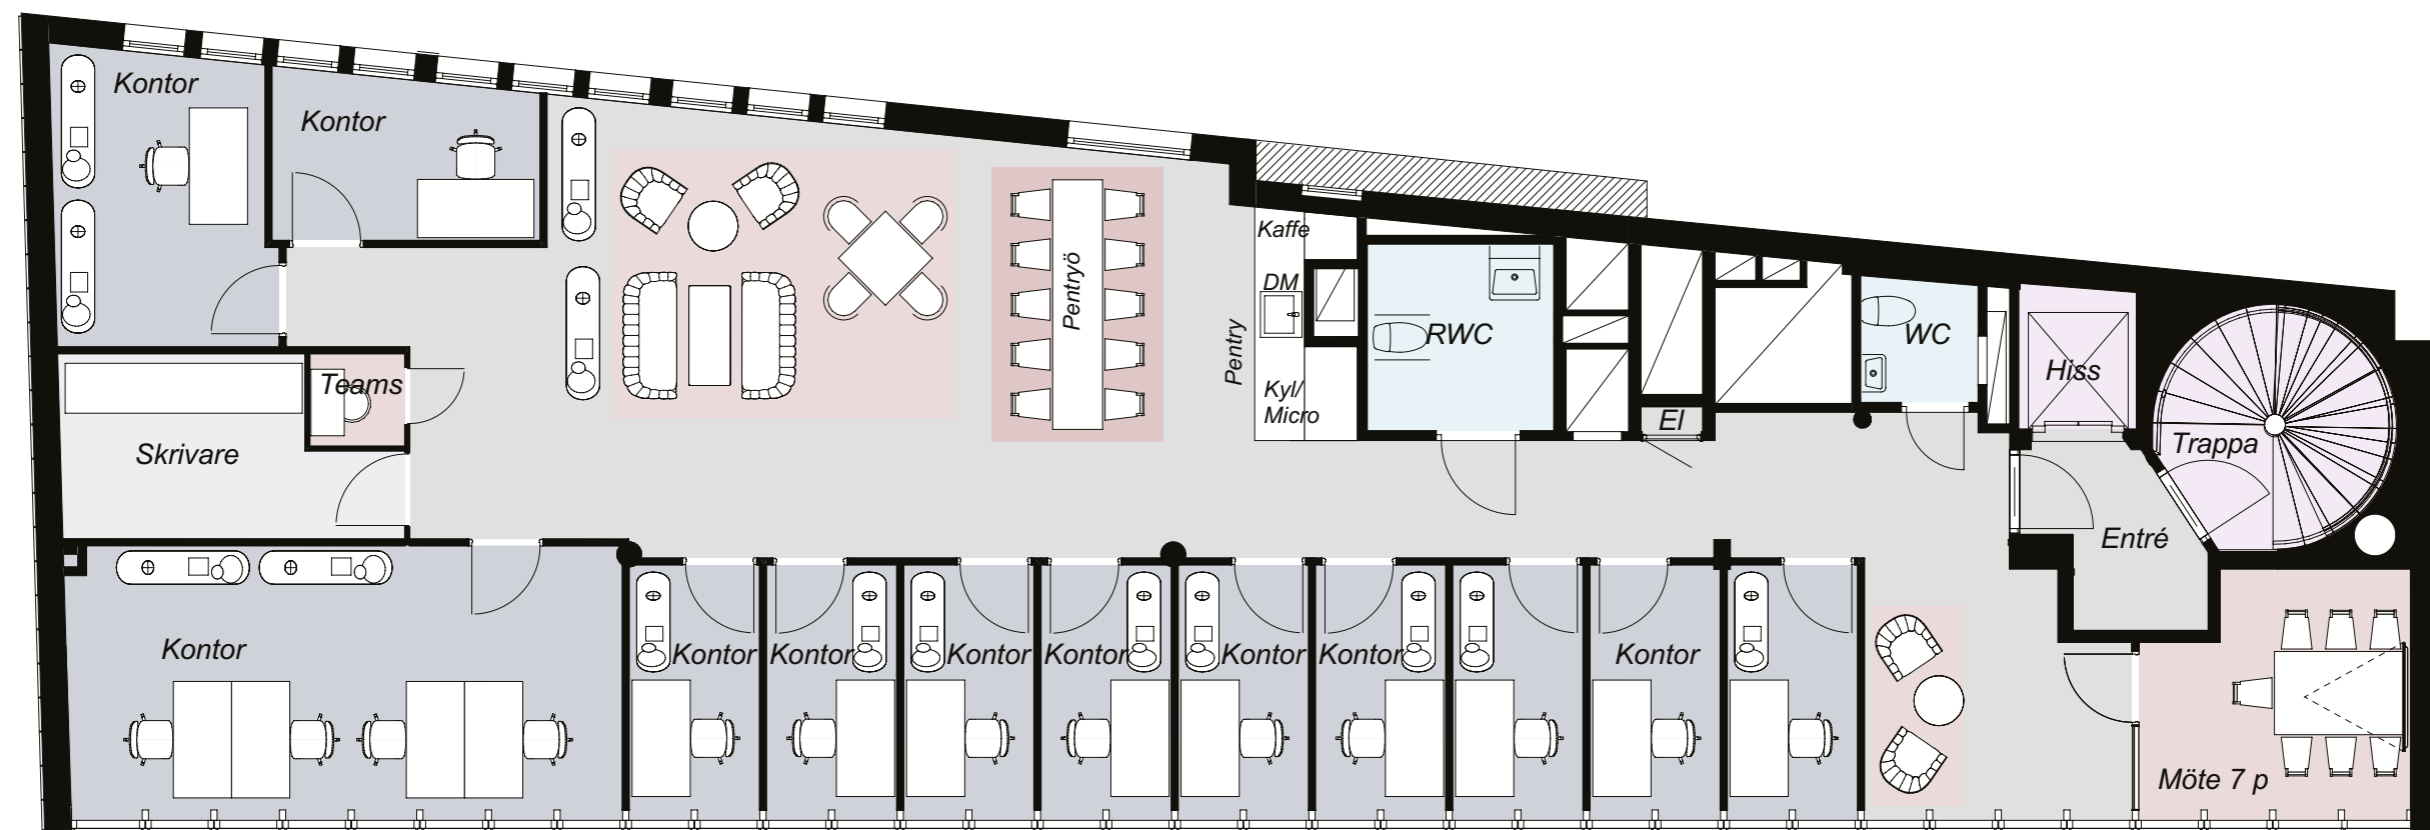 Kontor
Kontor
Kaffe
DM
Pentryö
Pentry
Kyl/
Micro
RWC
WC
Hiss
Teams
El
Trappa
Skrivare
Entré
Kontor
Kontor
Kontor
Kontor
Kontor
Kontor
Kontor
Kontor
Möte 7 p